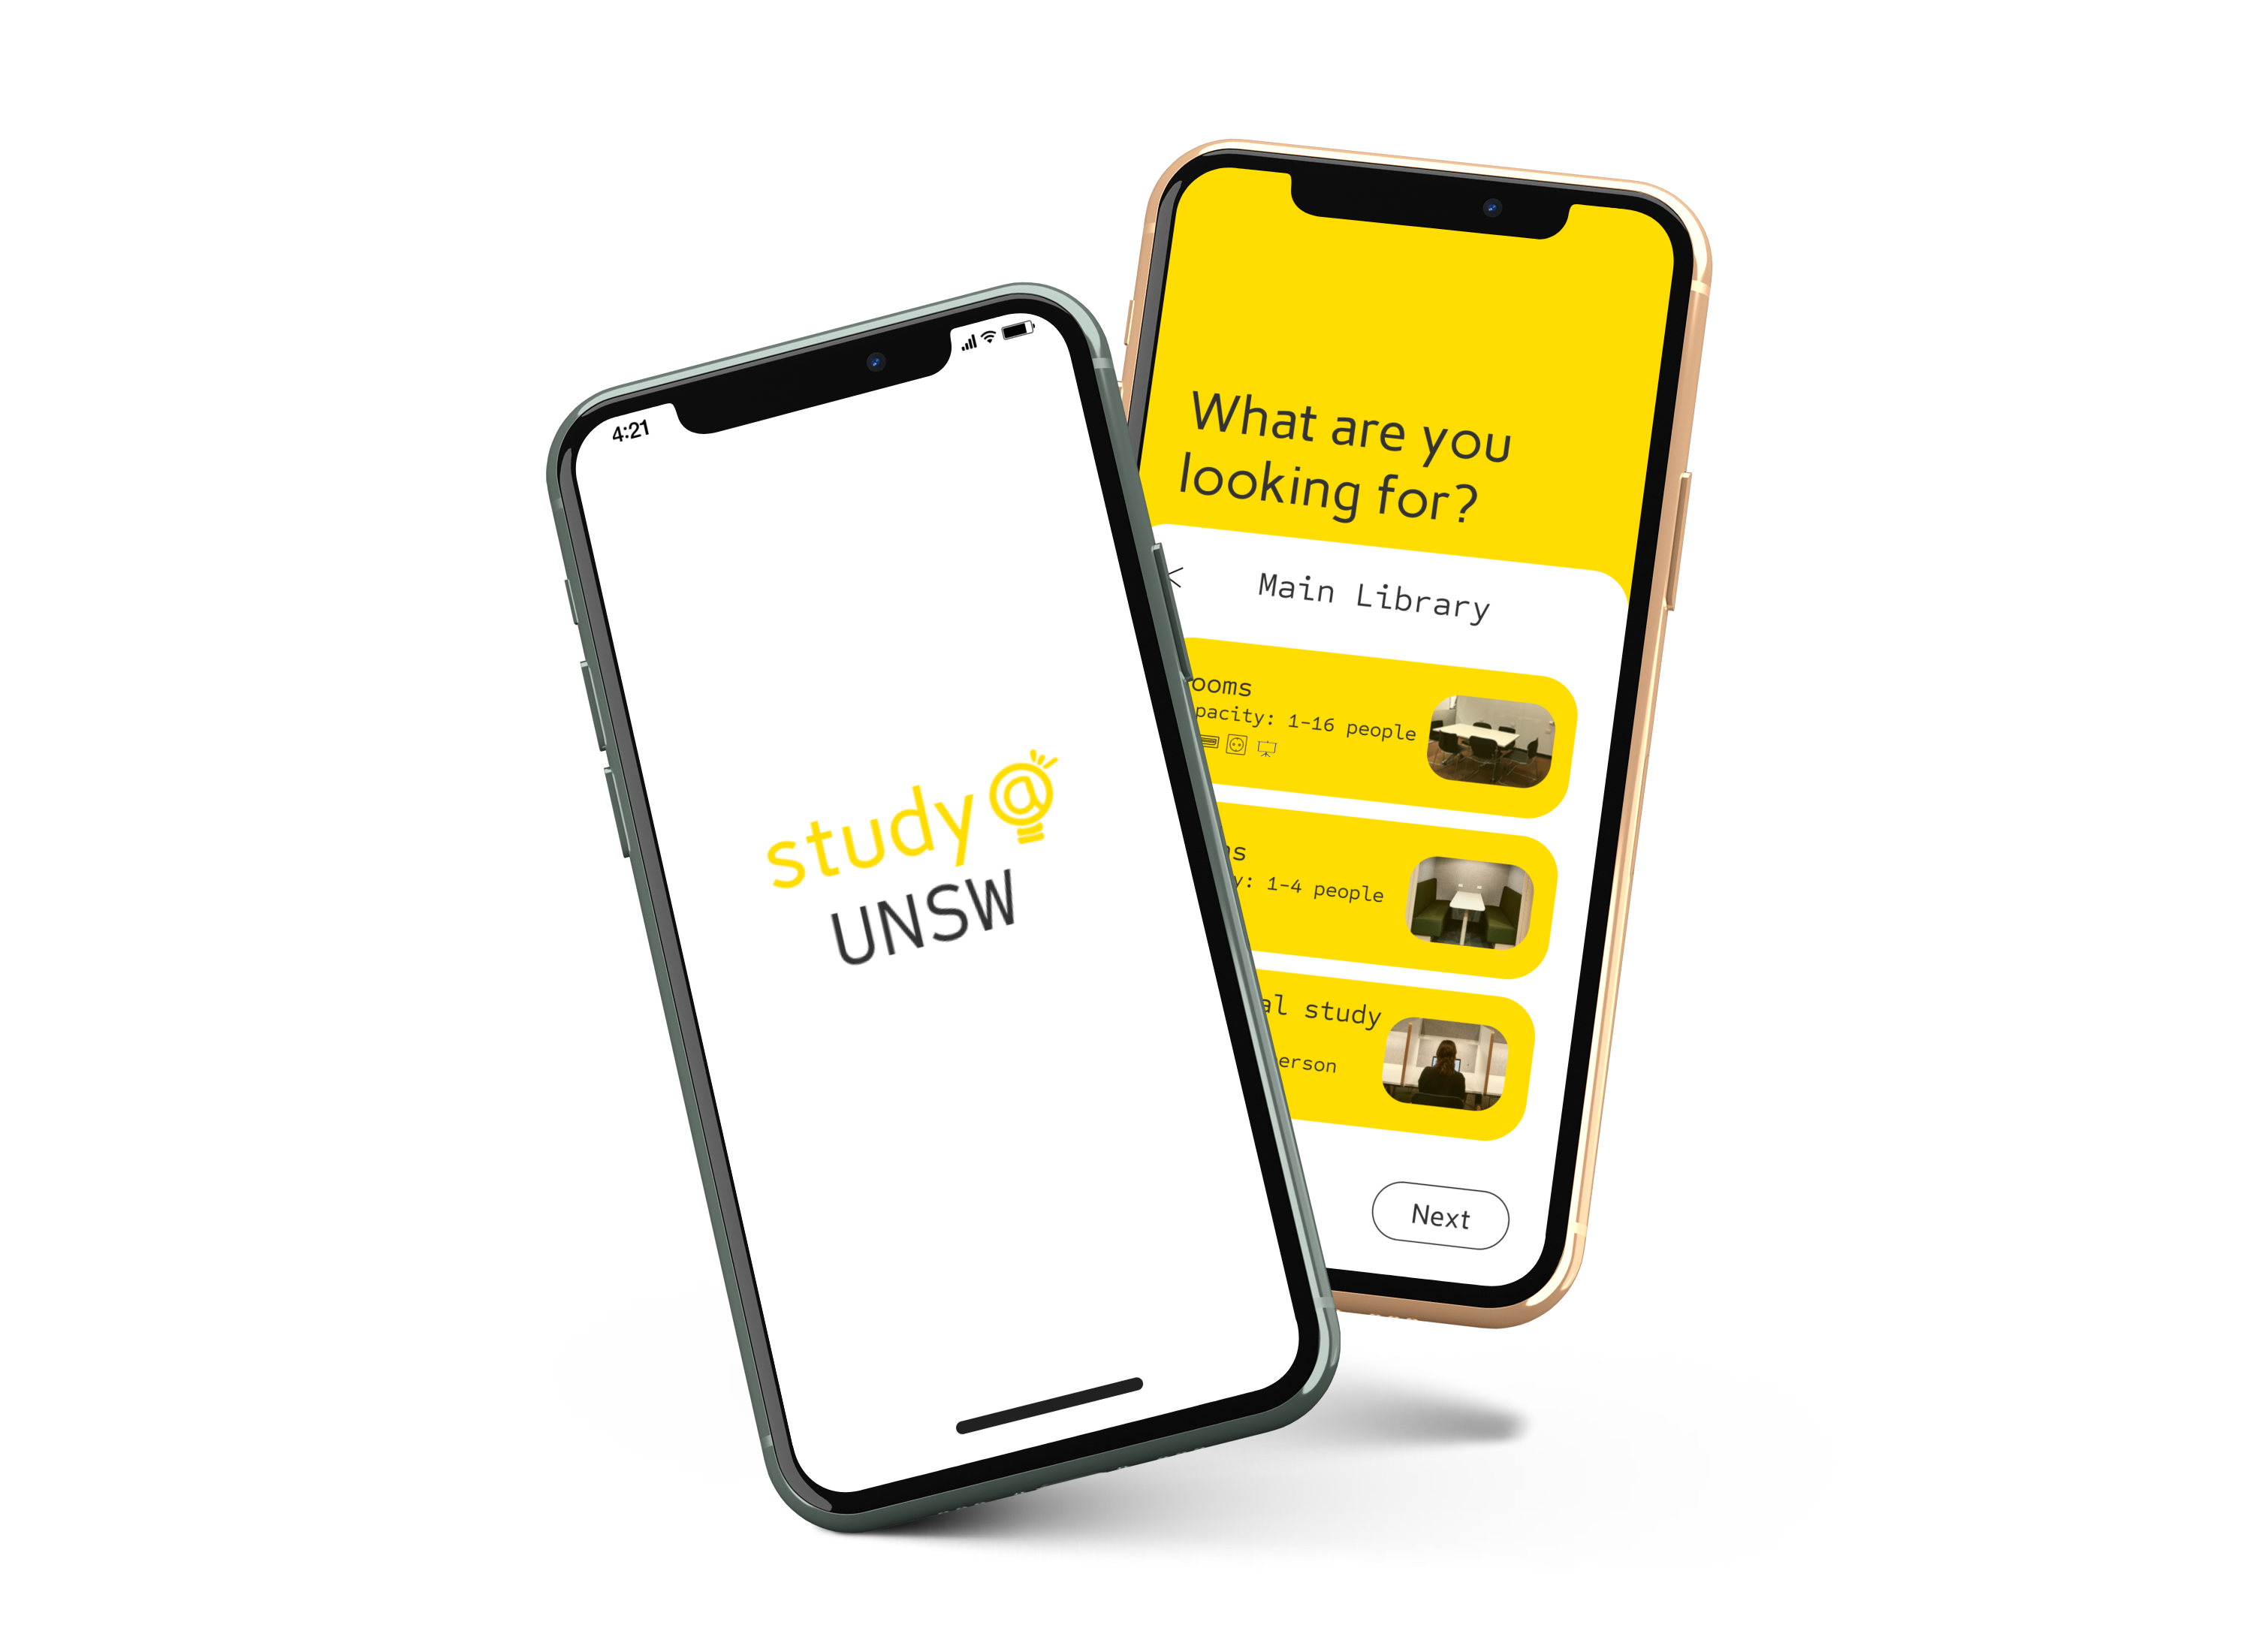 4:21
study@
UNSW
What are you
looking for?
Main Library
ooms
pacity: 1-16 people
y: 1-4 people
al study
erson
Next